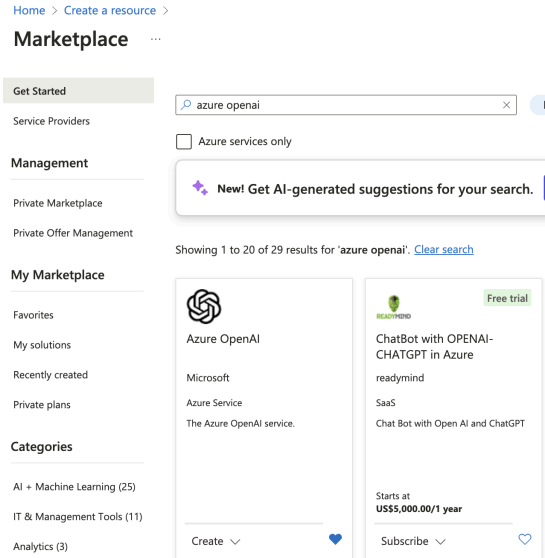 Home > Create a resource >
Marketplace ...
Get Started
Service Providers
Management
Private Marketplace
Private Offer Management
My Marketplace
Favorites
My solutions
Recently created
Private plans
Categories
AI + Machine Learning (25)
IT & Management Tools (11)
Analytics (3)
azure openai
Azure services only
New! Get AI-generated suggestions for your search.
Showing 1 to 20 of 29 results for 'azure openai'. Clear search
Azure OpenAI
Microsoft
Azure Service
The Azure OpenAI service.
Create
Free trial
READYMIND
ChatBot with OPENAI-
CHATGPT in Azure
readymind
SaaS
Chat Bot with Open AI and ChatGPT
Starts at
US$5,000.00/1 year
Subscribe